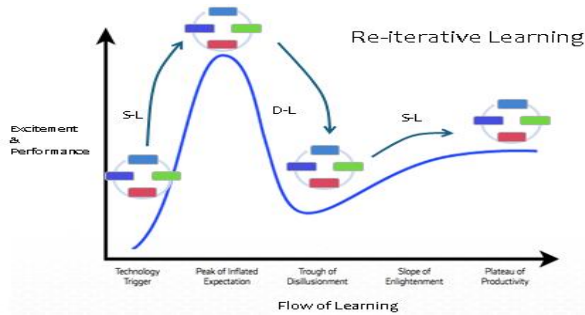 Re-iterative Learning
S-L
D-L
S-L
Excitement
&
Performance
Technology
Trigger
Peak of Inflated
Expectation
Trough of
Disillusionment
Slope of
Enlightenment
Plateau of
Productivity
Flow of Learning